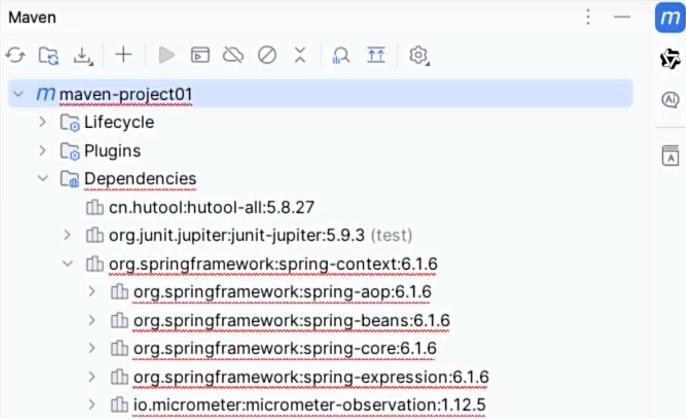 Maven
m
m maven-project01
Ai
Lifecycle
A
Plugins
Dependencies
cn.hutool:hutool-all:5.8.27
org.junit.jupiter:junit-jupiter:5.9.3 (test)
org.springframework:spring-context:6.1.6
org.springframework:spring-aop:6.1.6
org.springframework:spring-beans:6.1.6
org.springframework:spring-core:6.1.6
org.springframework:spring-expression:6.1.6
io.micrometer:micrometer-observation:1.12.5